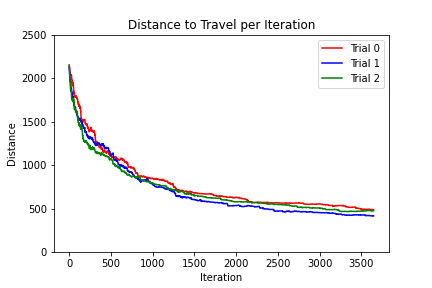 Distance to Travel per Iteration
2500
2000
1500
1000
500
0
Distance
Trial 0
Trial 1
Trial 2
0 500 1000 1500 2000 2500 3000 3500
Iteration